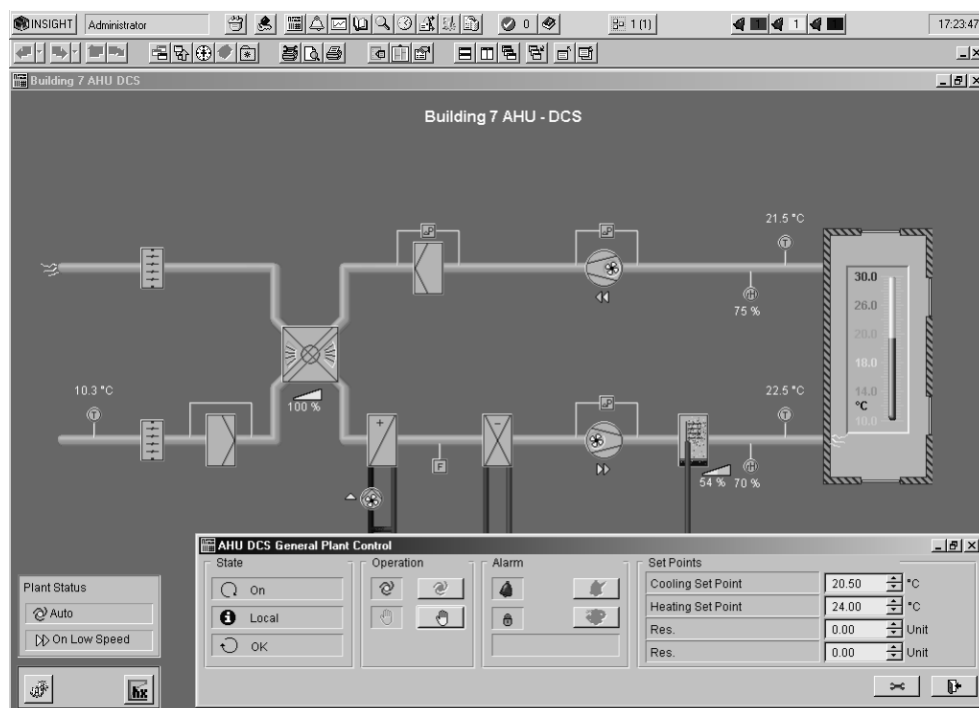 INSIGHT Administrator 0 1 (1) 1 1 17:23:47
Building 7 AHU DCS
Building 7 AHU - DCS
21.5 °C
P P
T
30.0
26.0
20.0
18.0
14.0
°C
10.0
75 %
10.3 °C
T
100 %
P
22.5 °C
T
+
−
F
54 % 70 %
AHU DCS General Plant Control
State
On
Local
OK
Operation
Alarm
Set Points
Cooling Set Point 20.50 °C
Heating Set Point 24.00 °C
Res. 0.00 Unit
Res. 0.00 Unit
Plant Status
Auto
On Low Speed
hx